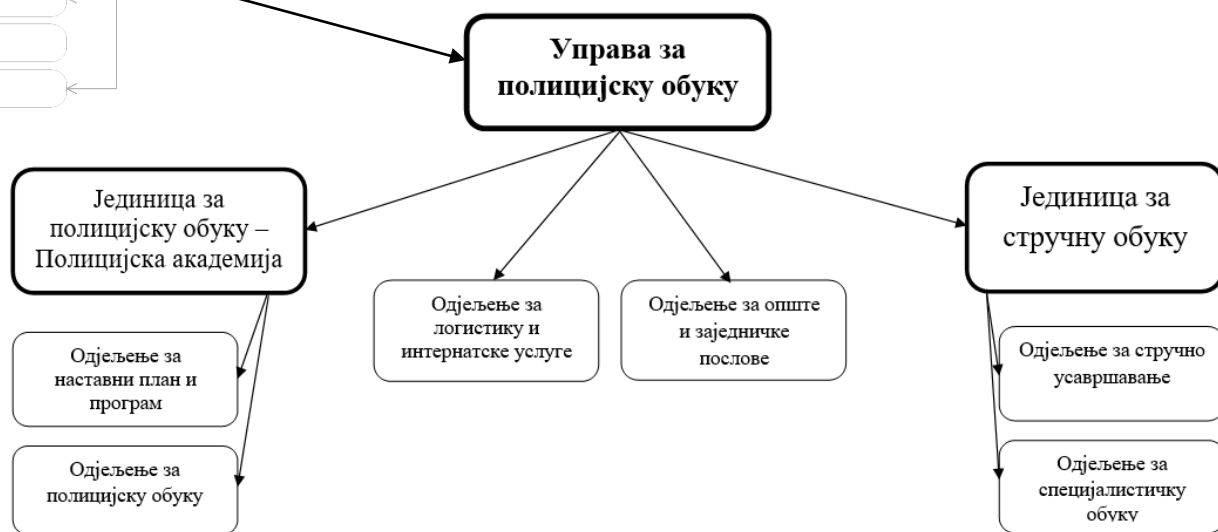 Управа за
полицијску обуку
Јединица за
полицијску обуку –
Полицијска академија
Одјељење за
наставни план и
програм
Одјељење за
полицијску обуку
Одјељење за
логистику и
интернатске услуге
Одјељење за опште
и заједничке
послове
Јединица за
стручну обуку
Одјељење за стручно
усавршавање
Одјељење за
специјалистичку
обуку